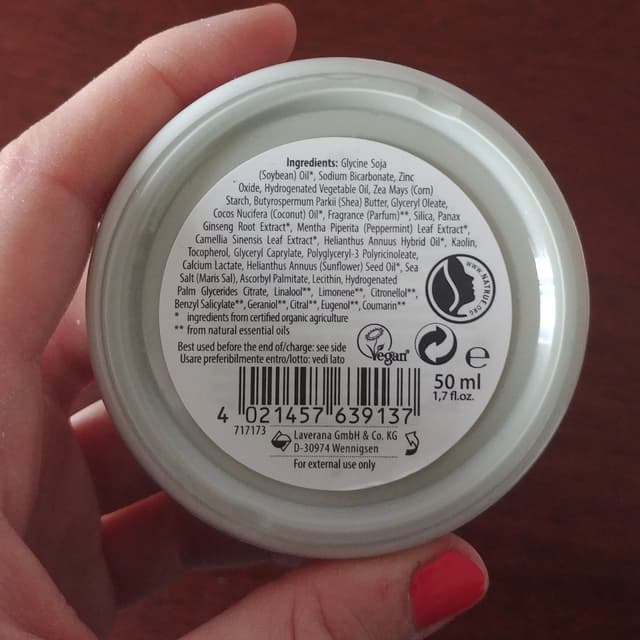 Ingredients: Glycine Soja
(Soybean) Oil*, Sodium Bicarbonate, Zinc
Oxide, Hydrogenated Vegetable Oil, Zea Mays (Corn)
Starch, Butyrospermum Parkii (Shea) Butter, Glyceryl Oleate,
Cocos Nucifera (Coconut) Oil*, Fragrance (Parfum)**, Silica, Panax
Ginseng Root Extract*, Mentha Piperita (Peppermint) Leaf Extract*,
Camellia Sinensis Leaf Extract*, Helianthus Annuus Hybrid Oil*, Kaolin,
Tocopherol, Glyceryl Caprylate, Polyglyceryl-3 Polyricinoleate,
Calcium Lactate, Helianthus Annuus (Sunflower) Seed Oil*, Sea
Salt (Maris Sal), Ascorbyl Palmitate, Lecithin, Hydrogenated
Palm Glycerides Citrate, Linalool**, Limonene**, Citronellol**,
Benzyl Salicylate**, Geraniol**, Citral**, Eugenol**, Coumarin**
* ingredients from certified organic agriculture
** from natural essential oils
WWW.NATRUE.ORG
Best used before the end of/charge: see side
Usare preferibilmente entro/lotto: vedi lato
Vegan
e
50 ml
1,7 fl.oz.
4 021457 639137
717173
Laverana GmbH & Co. KG
D-30974 Wennigsen
For external use only